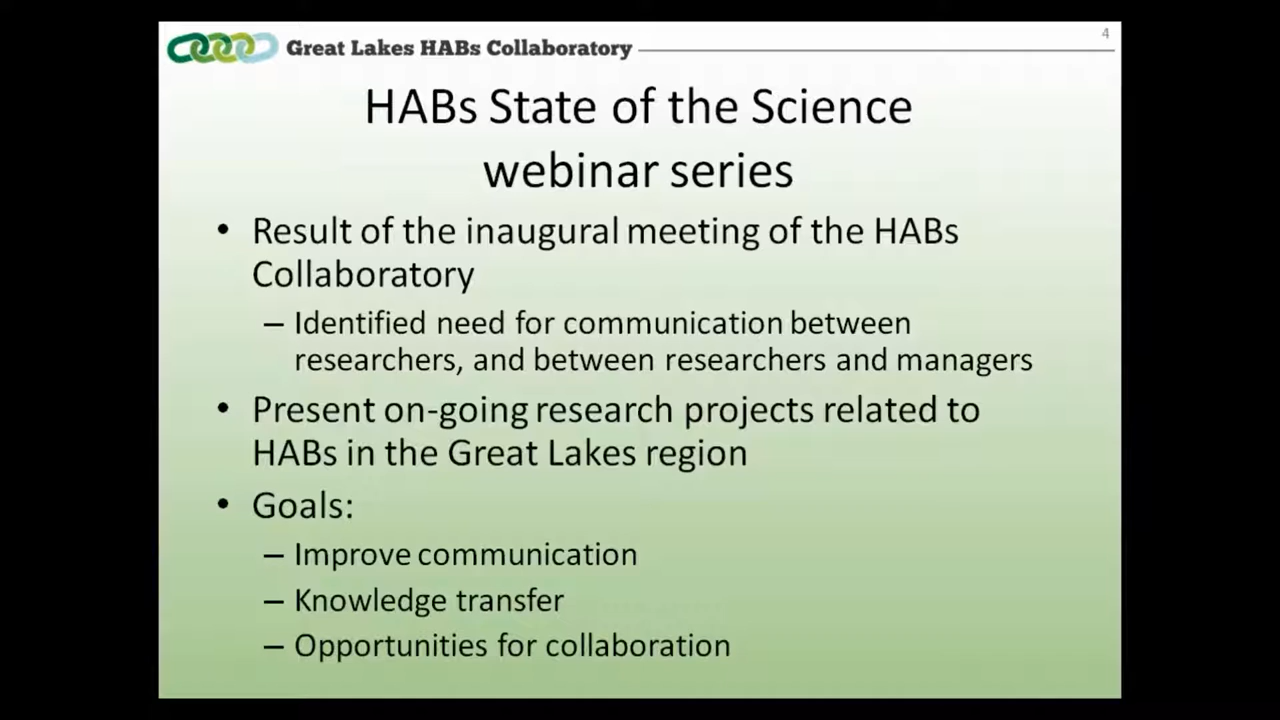 Great Lakes HABs Collaboratory
4
HABs State of the Science
webinar series
• Result of the inaugural meeting of the HABs
Collaboratory
– Identified need for communication between
researchers, and between researchers and managers
• Present on-going research projects related to
HABs in the Great Lakes region
• Goals:
– Improve communication
– Knowledge transfer
– Opportunities for collaboration